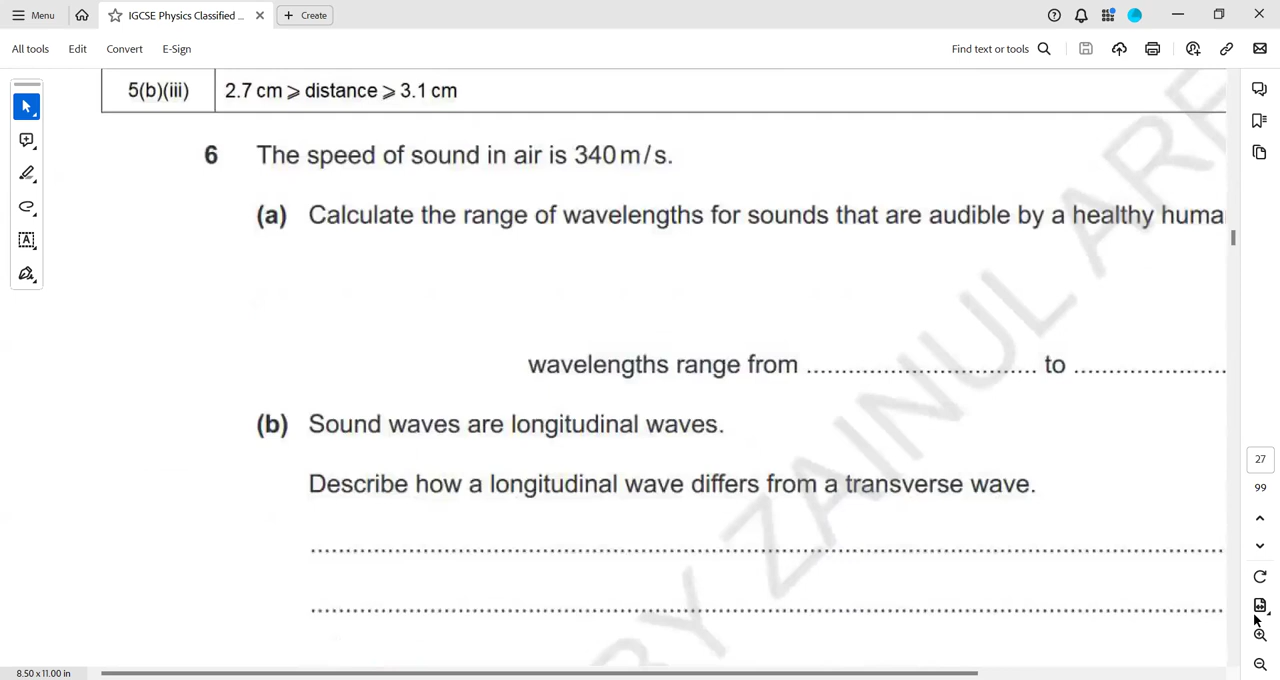 Menu
IGCSE Physics Classified ...
Create
All tools
Edit
Convert
E-Sign
Find text or tools
5(b)(iii) 2.7 cm ⩾ distance ⩾ 3.1 cm
6 The speed of sound in air is 340 m / s.
(a) Calculate the range of wavelengths for sounds that are audible by a healthy huma
wavelengths range from ................................. to ......................
(b) Sound waves are longitudinal waves.
Describe how a longitudinal wave differs from a transverse wave.
BY ZAINUL ARF
27
99
8.50 x 11.00 in